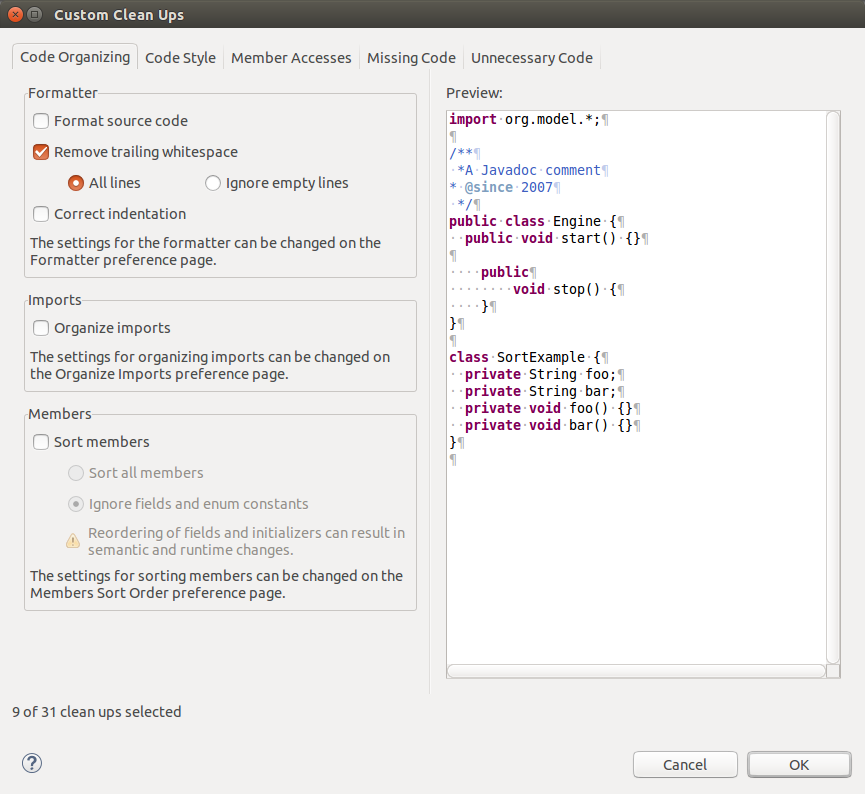 Custom Clean Ups
Code Organizing Code Style Member Accesses Missing Code Unnecessary Code
Formatter
Format source code
Remove trailing whitespace
All lines Ignore empty lines
Correct indentation
The settings for the formatter can be changed on the
Formatter preference page.
Imports
Organize imports
The settings for organizing imports can be changed on
the Organize Imports preference page.
Members
Sort members
Sort all members
Ignore fields and enum constants
Reordering of fields and initializers can result in
semantic and runtime changes.
The settings for sorting members can be changed on the
Members Sort Order preference page.
Preview:
import·org.model.*;¶
¶
/**¶
·*A·Javadoc·comment¶
*·@since·2007¶
·*/¶
public·class·Engine·{¶
··public·void·start()·{}¶
¶
····public¶
········void·stop()·{¶
····}¶
}¶
¶
class·SortExample·{¶
··private·String·foo;¶
··private·String·bar;¶
··private·void·foo()·{}¶
··private·void·bar()·{}¶
}¶
¶
9 of 31 clean ups selected
?
Cancel OK